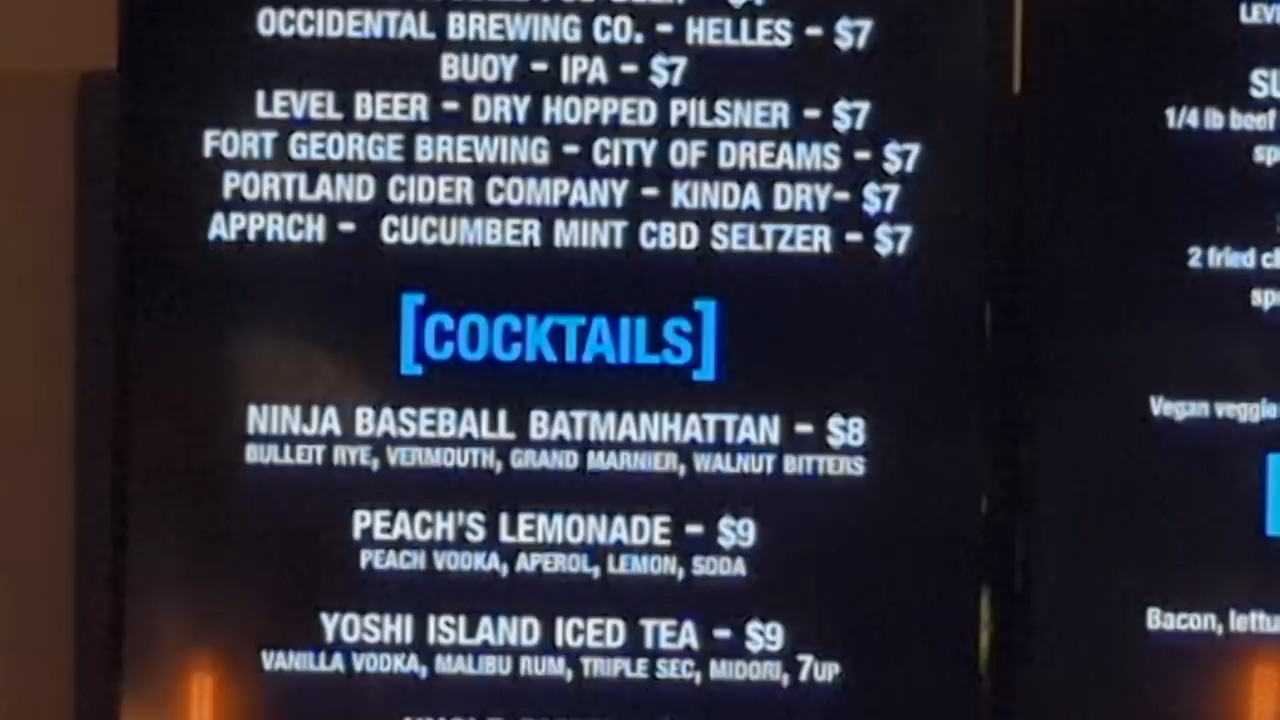 OCCIDENTAL BREWING CO. - HELLES - $7
BUOY - IPA - $7
LEVEL BEER - DRY HOPPED PILSNER - $7
FORT GEORGE BREWING - CITY OF DREAMS - $7
PORTLAND CIDER COMPANY - KINDA DRY- $7
APPRCH - CUCUMBER MINT CBD SELTZER - $7
[COCKTAILS]
NINJA BASEBALL BATMANHATTAN - $8
BULLEIT RYE, VERMOUTH, GRAND MARNIER, WALNUT BITTERS
PEACH'S LEMONADE - $9
PEACH VODKA, APEROL, LEMON, SODA
YOSHI ISLAND ICED TEA - $9
VANILLA VODKA, MALIBU RUM, TRIPLE SEC, MIDORI, 7UP
LEVE
SU
1/4 lb beef
sp
2 fried c
sp
Vegan veggie
Bacon, lettu